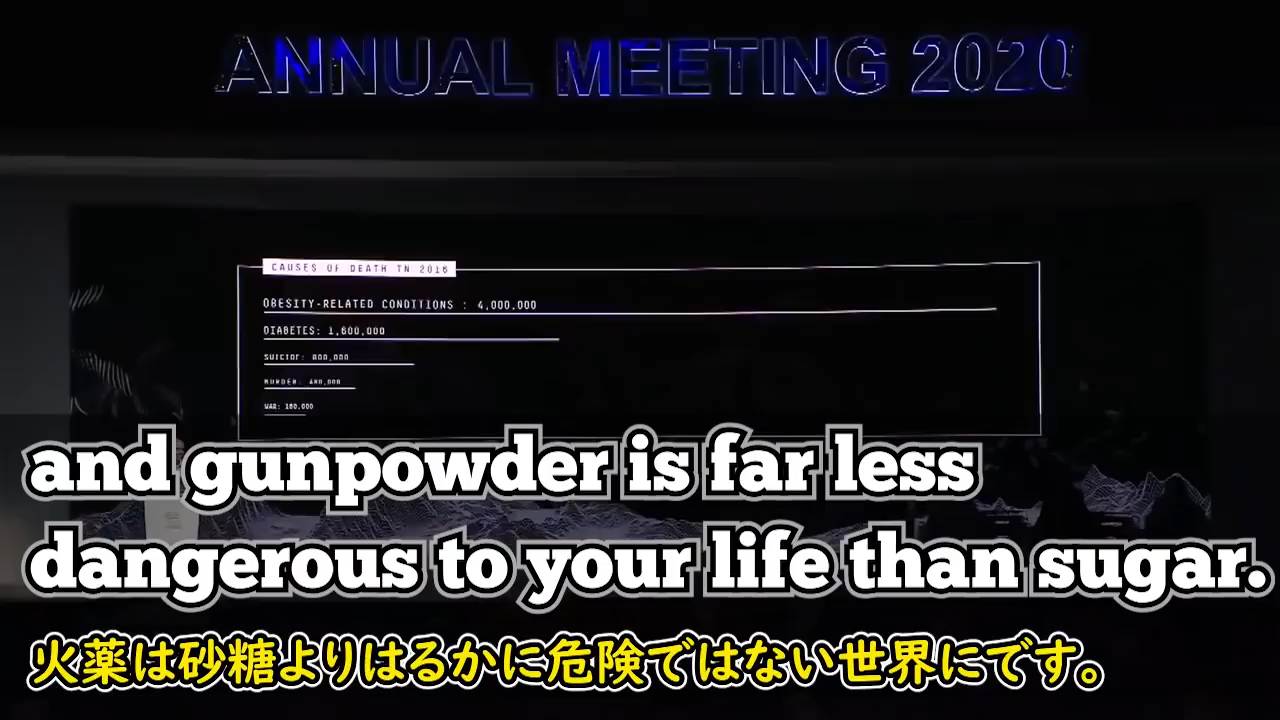 ANNUAL MEETING 2020
CAUSES OF DEATH IN 2016
OBESITY-RELATED CONDITIONS : 4,000,000
DIABETES: 1,600,000
SUICIDE: 800,000
MURDER: 480,000
WAR: 180,000
and gunpowder is far less
dangerous to your life than sugar.
火薬は砂糖よりはるかに危険ではない世界にです。